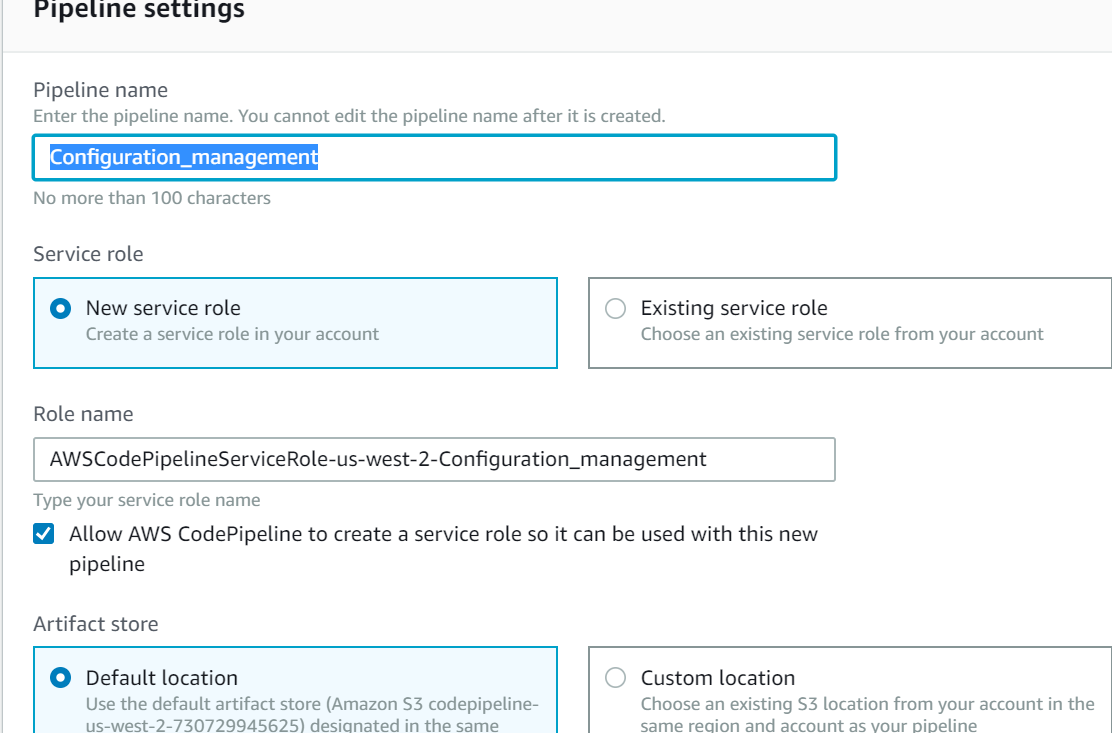 Pipeline settings
Pipeline name
Enter the pipeline name. You cannot edit the pipeline name after it is created.
Configuration_management
No more than 100 characters
Service role
New service role
Create a service role in your account
Existing service role
Choose an existing service role from your account
Role name
AWSCodePipelineServiceRole-us-west-2-Configuration_management
Type your service role name
Allow AWS CodePipeline to create a service role so it can be used with this new
pipeline
Artifact store
Default location
Use the default artifact store (Amazon S3 codepipeline-
us-west-2-730729945625) designated in the same
Custom location
Choose an existing S3 location from your account in the
same region and account as your pipeline